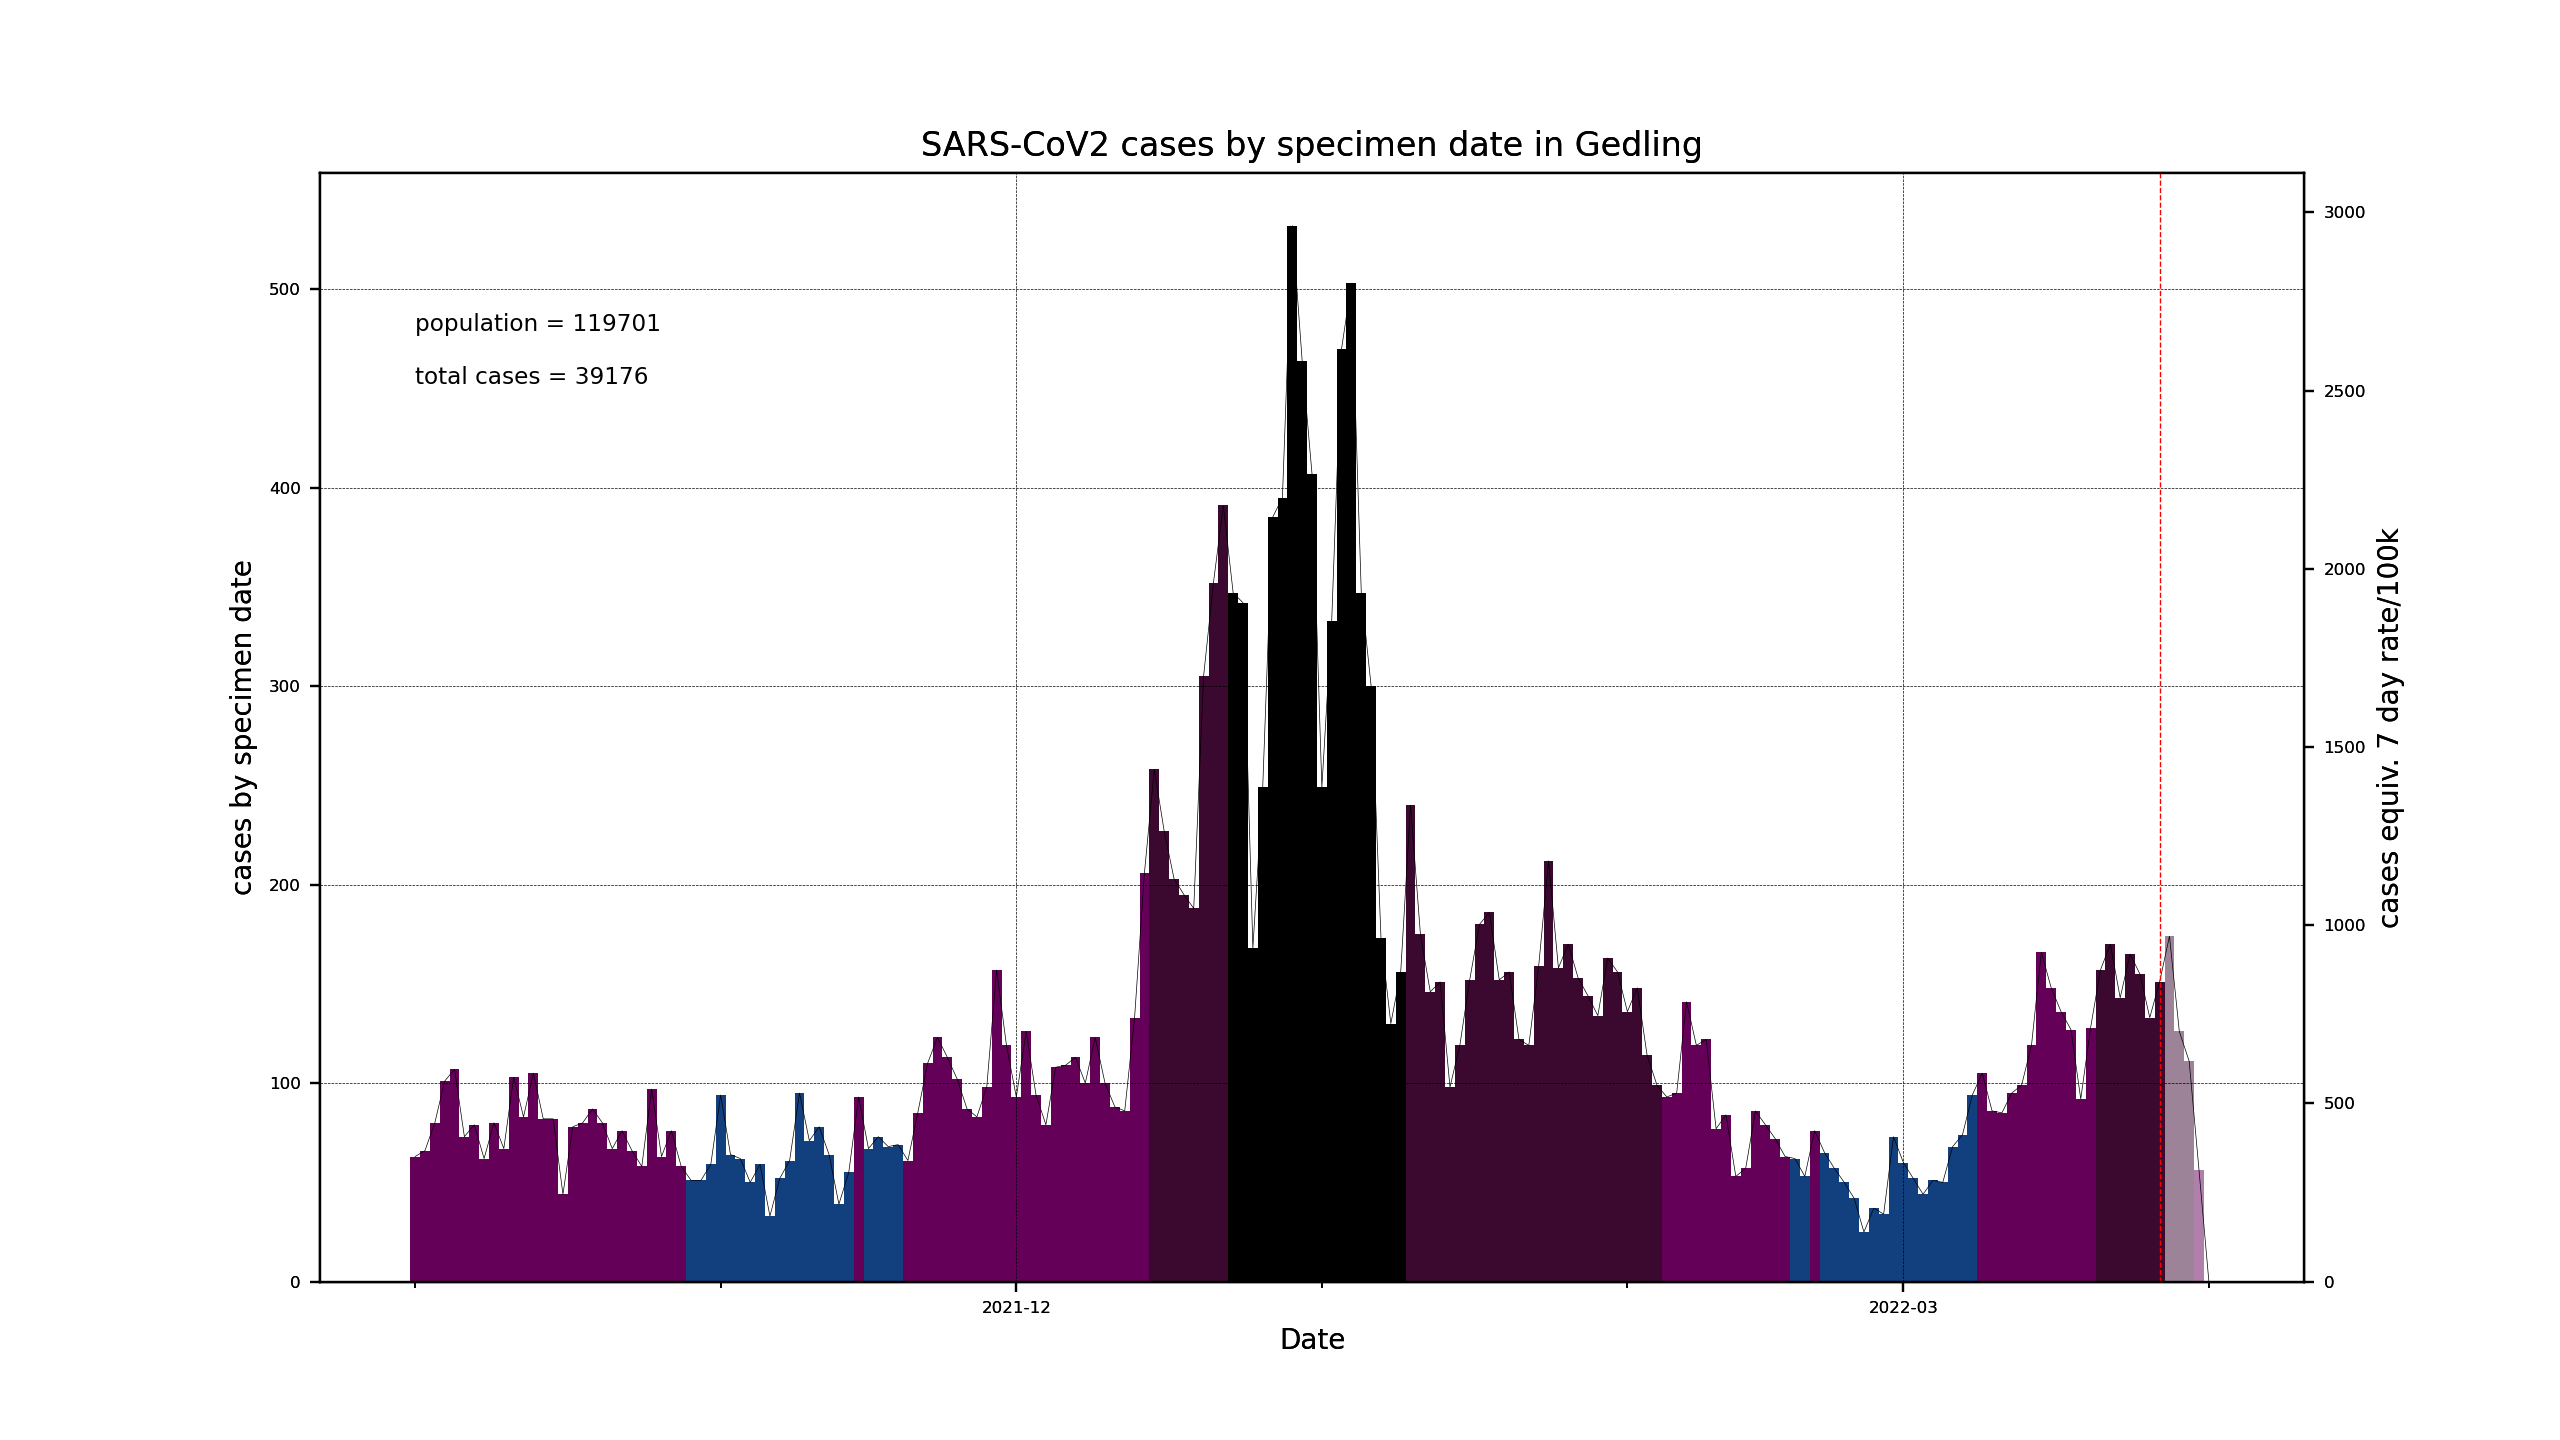 SARS-CoV2 cases by specimen date in Gedling
population = 119701
total cases = 39176
cases by specimen date
500
400
300
200
100
0
3000
2500
2000
1500
1000
500
0
cases equiv. 7 day rate/100k
2021-12
2022-03
Date